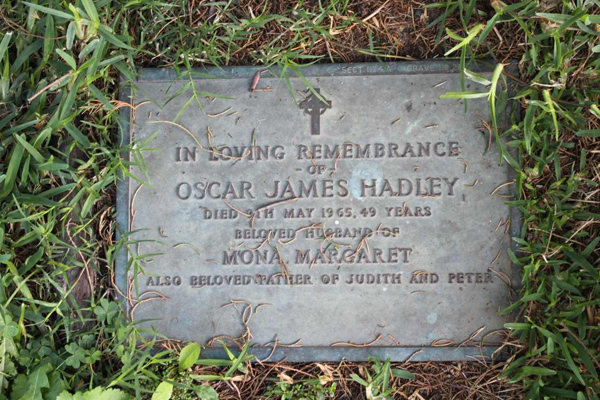 IN LOVING REMEMBRANCE
- OF -
OSCAR JAMES HADLEY
DIED 9TH MAY 1965, 49 YEARS
BELOVED HUSBAND OF
MONA MARGARET
ALSO BELOVED FATHER OF JUDITH AND PETER